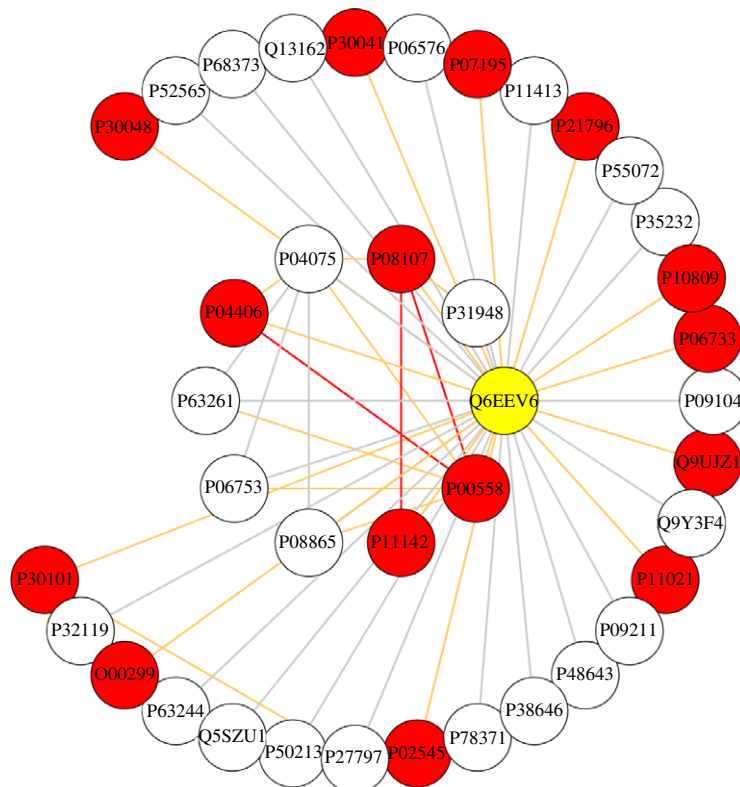 P30041
Q13162
P06576
P68373
P07195
P52565
P11413
P30048
P21796
P55072
P35232
P04075
P08107
P10809
P04406
P31948
P06733
P63261
Q6EEV6
P09104
Q9UJZ1
P06753
P00558
Q9Y3F4
P08865
P11142
P30101
P11021
P32119
P09211
O00299
P48643
P63244
P38646
Q5SZU1
P78371
P50213
P27797
P02545